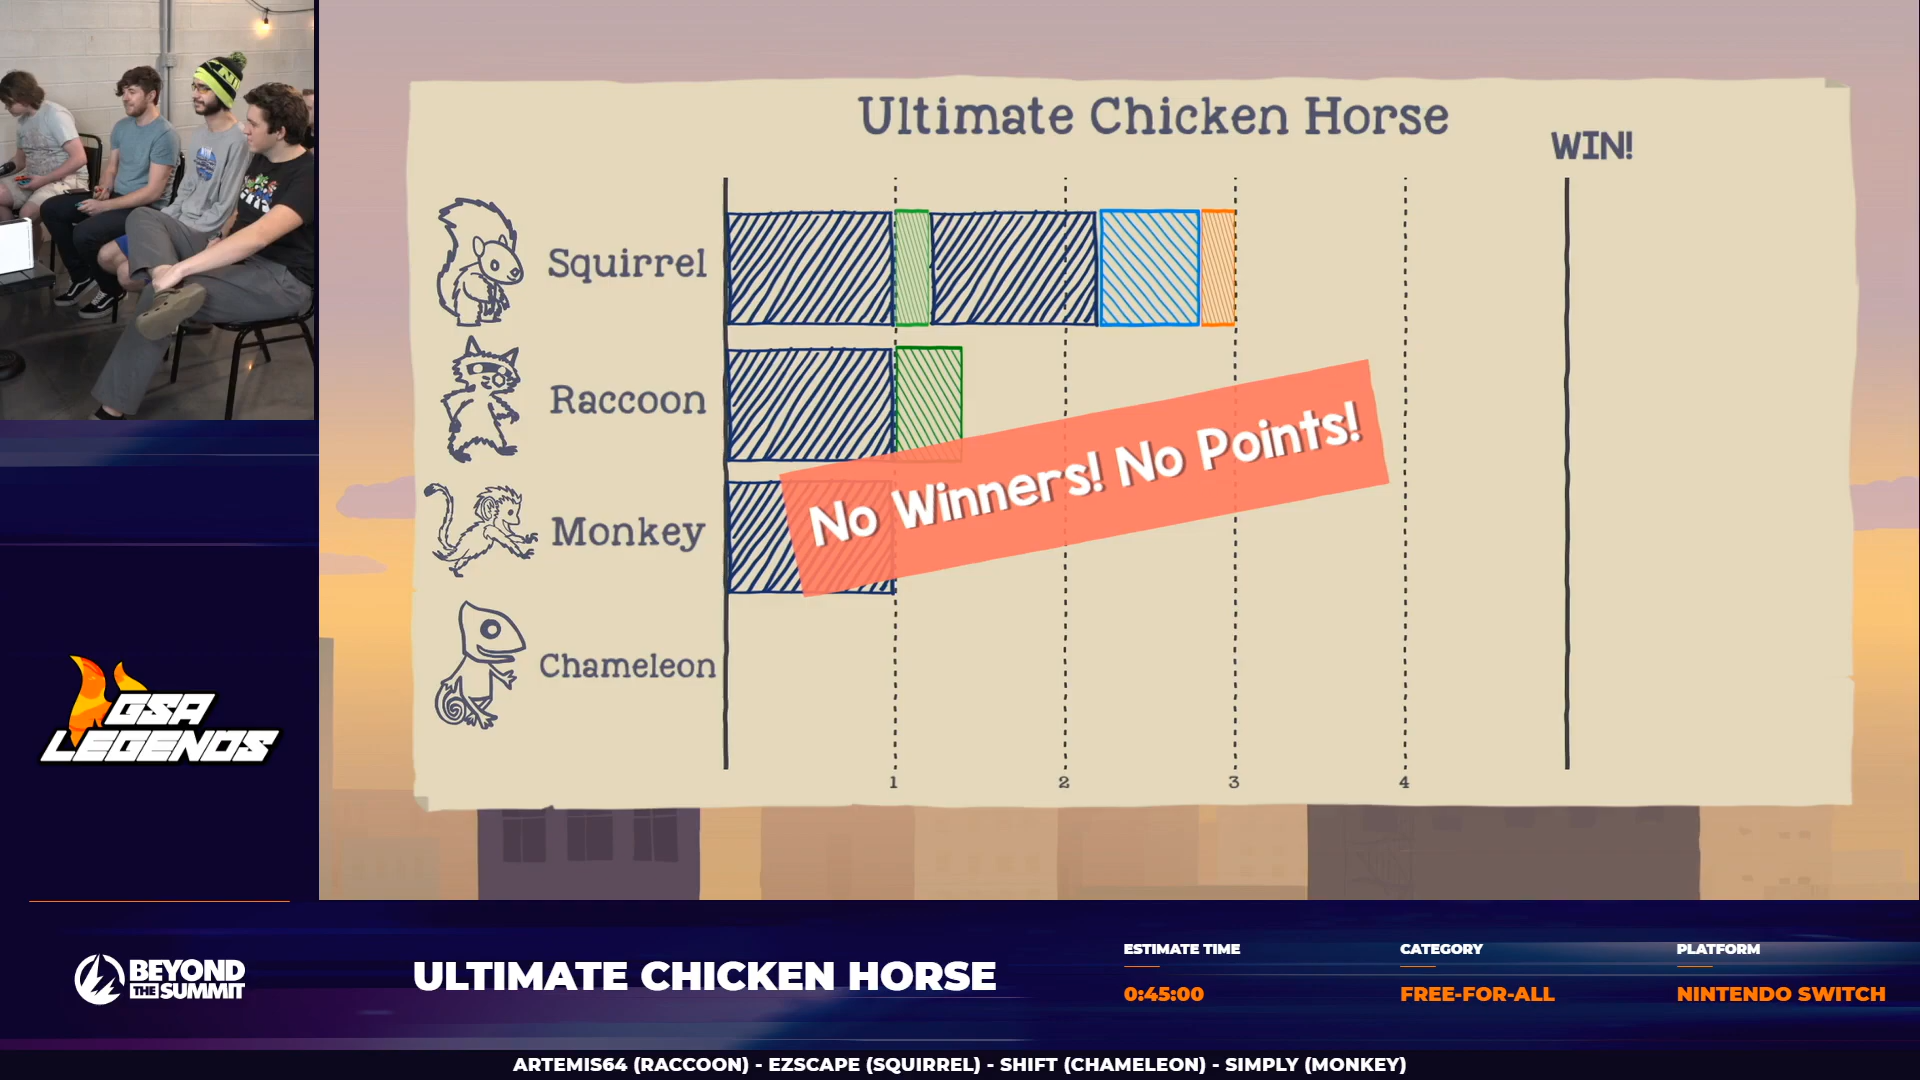 Ultimate Chicken Horse
WIN!
Squirrel
Raccoon
Monkey
Chameleon
No Winners! No Points!
1 2 3 4
GSA
LEGENDS
BEYOND
THE SUMMIT
ULTIMATE CHICKEN HORSE
ESTIMATE TIME
0:45:00
CATEGORY
FREE-FOR-ALL
PLATFORM
NINTENDO SWITCH
ARTEMIS64 (RACCOON) - EZSCAPE (SQUIRREL) - SHIFT (CHAMELEON) - SIMPLY (MONKEY)